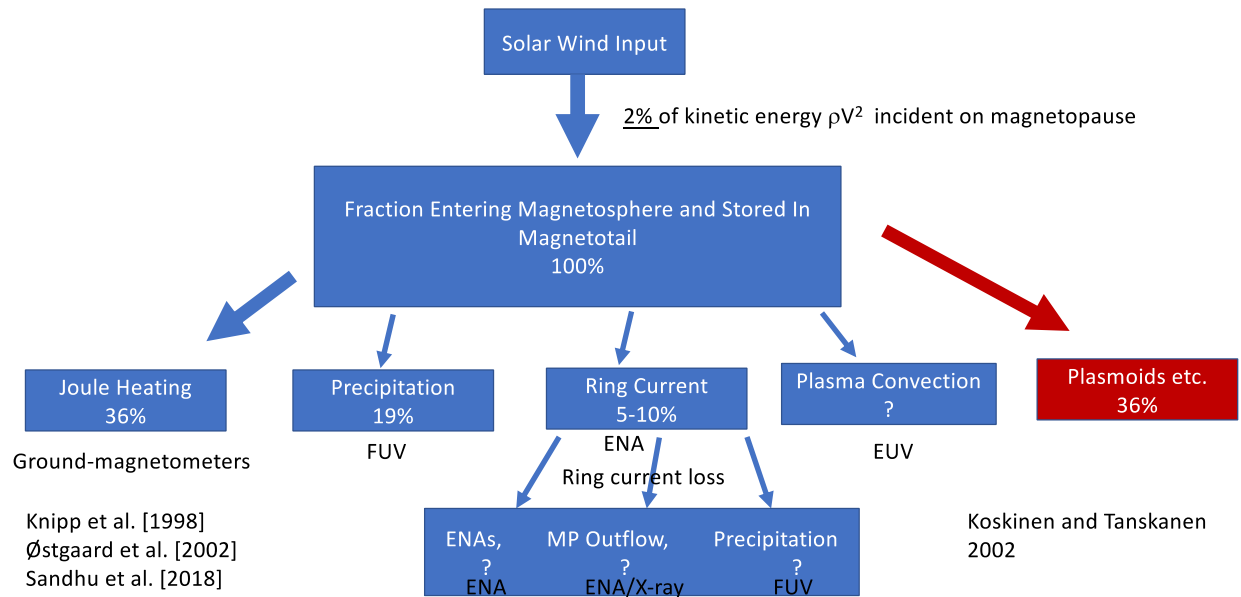 Solar Wind Input
2% of kinetic energy ρV² incident on magnetopause
Fraction Entering Magnetosphere and Stored In
Magnetotail
100%
Joule Heating
36%
Precipitation
19%
Ring Current
5-10%
Plasma Convection
?
Plasmoids etc.
36%
Ground-magnetometers
FUV
ENA
EUV
Ring current loss
Knipp et al. [1998]
Østgaard et al. [2002]
Sandhu et al. [2018]
ENAs, MP Outflow, Precipitation
? ? ?
ENA ENA/X-ray FUV
Koskinen and Tanskanen
2002